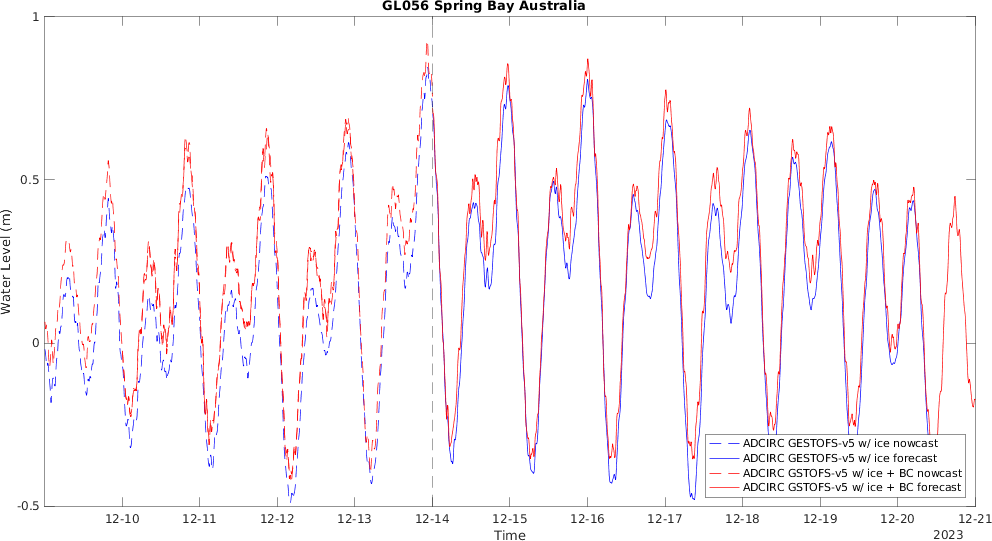 GL056 Spring Bay Australia
1
0.5
0
-0.5
Water Level (m)
ADCIRC GESTOFS-v5 w/ ice nowcast
ADCIRC GESTOFS-v5 w/ ice forecast
ADCIRC GSTOFS-v5 w/ ice + BC nowcast
ADCIRC GSTOFS-v5 w/ ice + BC forecast
12-10 12-11 12-12 12-13 12-14 12-15 12-16 12-17 12-18 12-19 12-20 12-21
Time
2023